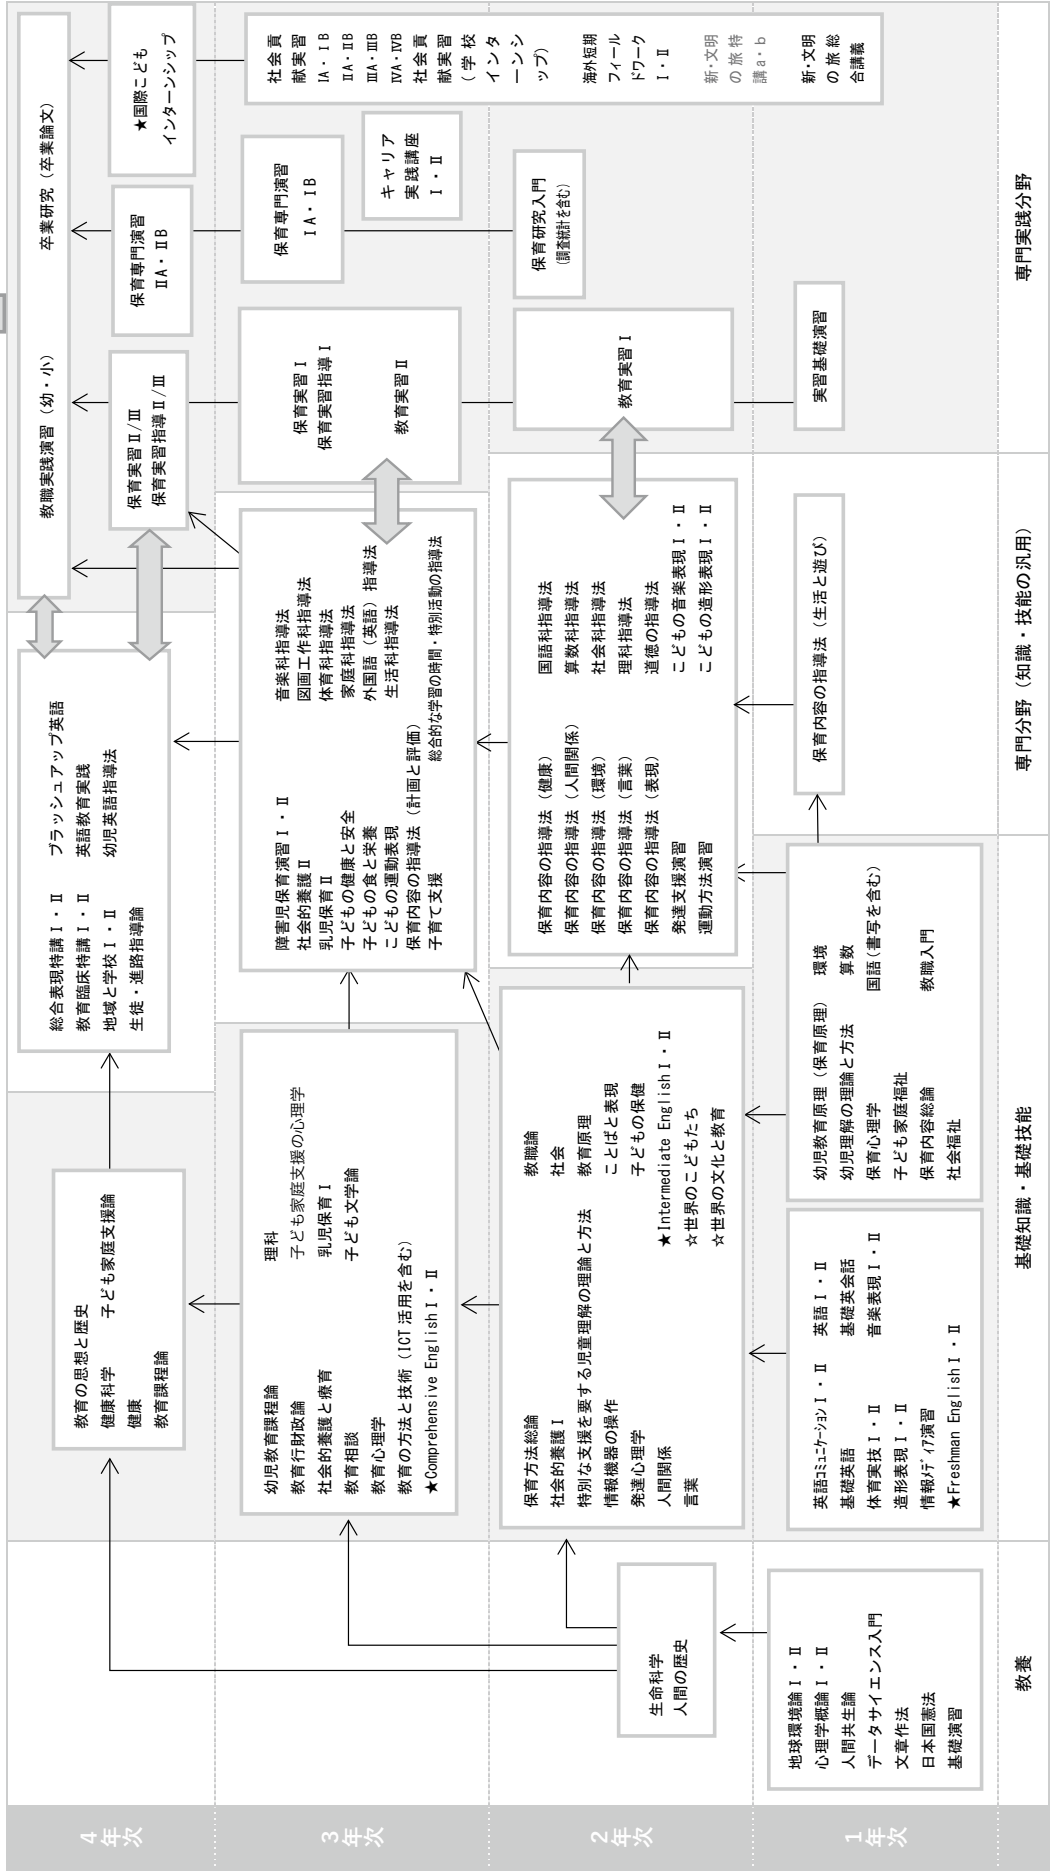 4年次
3年次
2年次
1年次
教育の思想と歴史
健康科学　子ども家庭支援論
健康
教育課程論
総合表現特講Ⅰ・Ⅱ　ブラッシュアップ英語
教育臨床特講Ⅰ・Ⅱ　英語教育実践
地域と学校Ⅰ・Ⅱ　幼児英語指導法
生徒・進路指導論
教職実践演習（幼・小）　卒業研究（卒業論文）
保育実習Ⅱ/Ⅲ
保育実習指導Ⅱ/Ⅲ
保育専門演習
ⅡA・ⅡB
★国際こども
インターンシップ
幼児教育課程論　理科
教育行財政論　子ども家庭支援の心理学
社会的養護と療育　乳児保育Ⅰ
教育相談　子ども文学論
教育心理学
教育の方法と技術（ICT 活用を含む）
★Comprehensive EnglishⅠ・Ⅱ
障害児保育演習Ⅰ・Ⅱ　音楽科指導法
社会的養護Ⅱ　図画工作科指導法
乳児保育Ⅱ　体育科指導法
子どもの健康と安全　家庭科指導法
子どもの食と栄養　外国語（英語）指導法
こどもの運動表現　生活科指導法
保育内容の指導法（計画と評価）
子育て支援　総合的な学習の時間・特別活動の指導法
保育実習Ⅰ
保育実習指導Ⅰ
教育実習Ⅱ
保育専門演習
ⅠA・ⅠB
キャリア
実践講座
Ⅰ・Ⅱ
社会貢
献実習
ⅠA・ⅠB
ⅡA・ⅡB
ⅢA・ⅢB
ⅣA・ⅣB
社会貢
献実習
（学校
インタ
ーンシ
ップ）
海外短期
フィール
ドワーク
Ⅰ・Ⅱ
新・文明
の旅特
講a・b
新・文明
の旅総
合講義
生命科学
人間の歴史
保育方法総論　教職論
社会的養護Ⅰ　社会
特別な支援を要する児童理解の理論と方法　教育原理
情報機器の操作　ことばと表現
発達心理学　子どもの保健
人間関係　★Intermediate EnglishⅠ・Ⅱ
言葉　☆世界のこどもたち
☆世界の文化と教育
保育内容の指導法（健康）　国語科指導法
保育内容の指導法（人間関係）　算数科指導法
保育内容の指導法（環境）　社会科指導法
保育内容の指導法（言葉）　理科指導法
保育内容の指導法（表現）　道徳の指導法
発達支援演習　こどもの音楽表現Ⅰ・Ⅱ
運動方法演習　こどもの造形表現Ⅰ・Ⅱ
教育実習Ⅰ
保育研究入門
（調査統計を含む）
地球環境論Ⅰ・Ⅱ
心理学概論Ⅰ・Ⅱ
人間共生論
データサイエンス入門
文章作法
日本国憲法
基礎演習
英語ｺﾐｭﾆｹｰｼｮﾝⅠ・Ⅱ　英語Ⅰ・Ⅱ
基礎英語　基礎英会話
体育実技Ⅰ・Ⅱ　音楽表現Ⅰ・Ⅱ
造形表現Ⅰ・Ⅱ
情報ﾒﾃﾞｨｱ演習
★Freshman EnglishⅠ・Ⅱ
幼児教育原理（保育原理）　環境
幼児理解の理論と方法　算数
保育心理学　国語（書写を含む）
子ども家庭福祉
保育内容総論　教職入門
社会福祉
保育内容の指導法（生活と遊び）
実習基礎演習
教養
基礎知識・基礎技能
専門分野（知識・技能の汎用）
専門実践分野